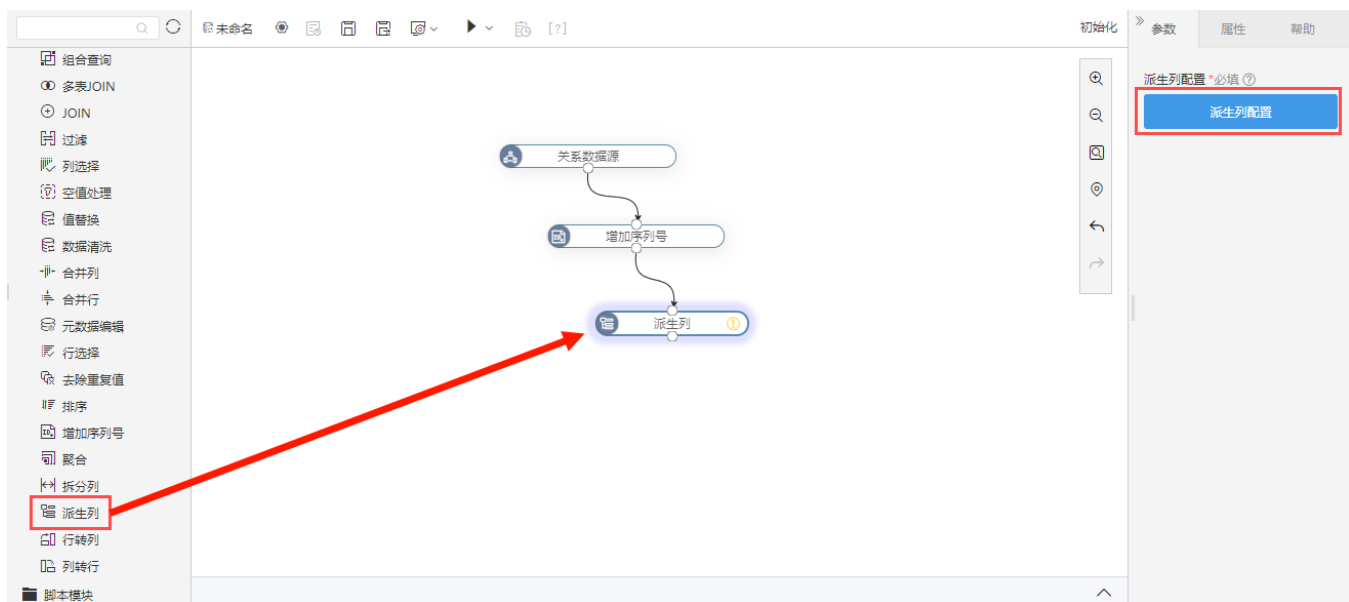 未命名
[?]
初始化
参数
属性
帮助
组合查询
多表JOIN
JOIN
过滤
列选择
空值处理
值替换
数据清洗
合并列
合并行
元数据编辑
行选择
去除重复值
排序
增加序列号
聚合
拆分列
派生列
行转列
列转行
脚本模块
关系数据源
增加序列号
派生列
派生列配置 *必填
派生列配置